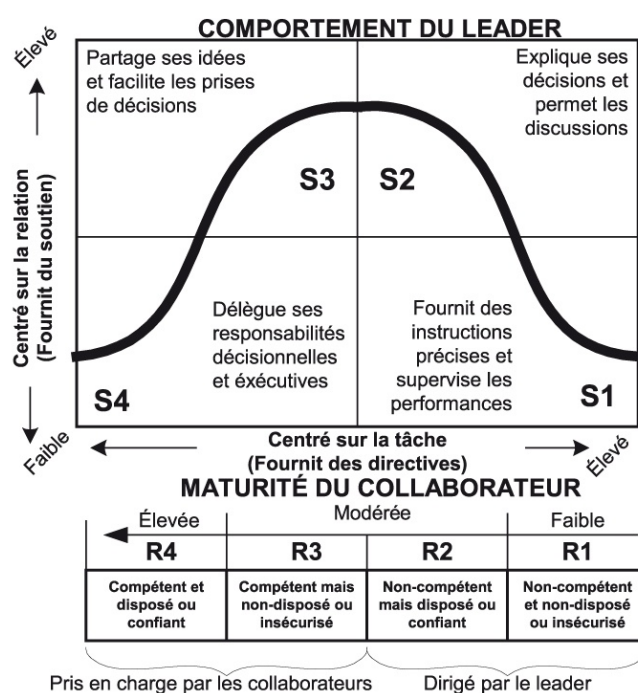 COMPORTEMENT DU LEADER
Élevé
Partage ses idées
et facilite les prises
de décisions
Explique ses
décisions et
permet les
discussions
Centré sur la relation
(Fournit du soutien)
S3
S2
Délègue ses
responsabilités
décisionnelles
et éxécutives
Fournit des
instructions
précises et
supervise les
performances
S4
S1
Faible
Centré sur la tâche
(Fournit des directives)
Élevé
MATURITÉ DU COLLABORATEUR
Élevée
Modérée
Faible
R4
R3
R2
R1
Compétent et
disposé ou
confiant
Compétent mais
non-disposé ou
insécurisé
Non-compétent
mais disposé ou
confiant
Non-compétent
et non-disposé
ou insécurisé
Pris en charge par les collaborateurs
Dirigé par le leader